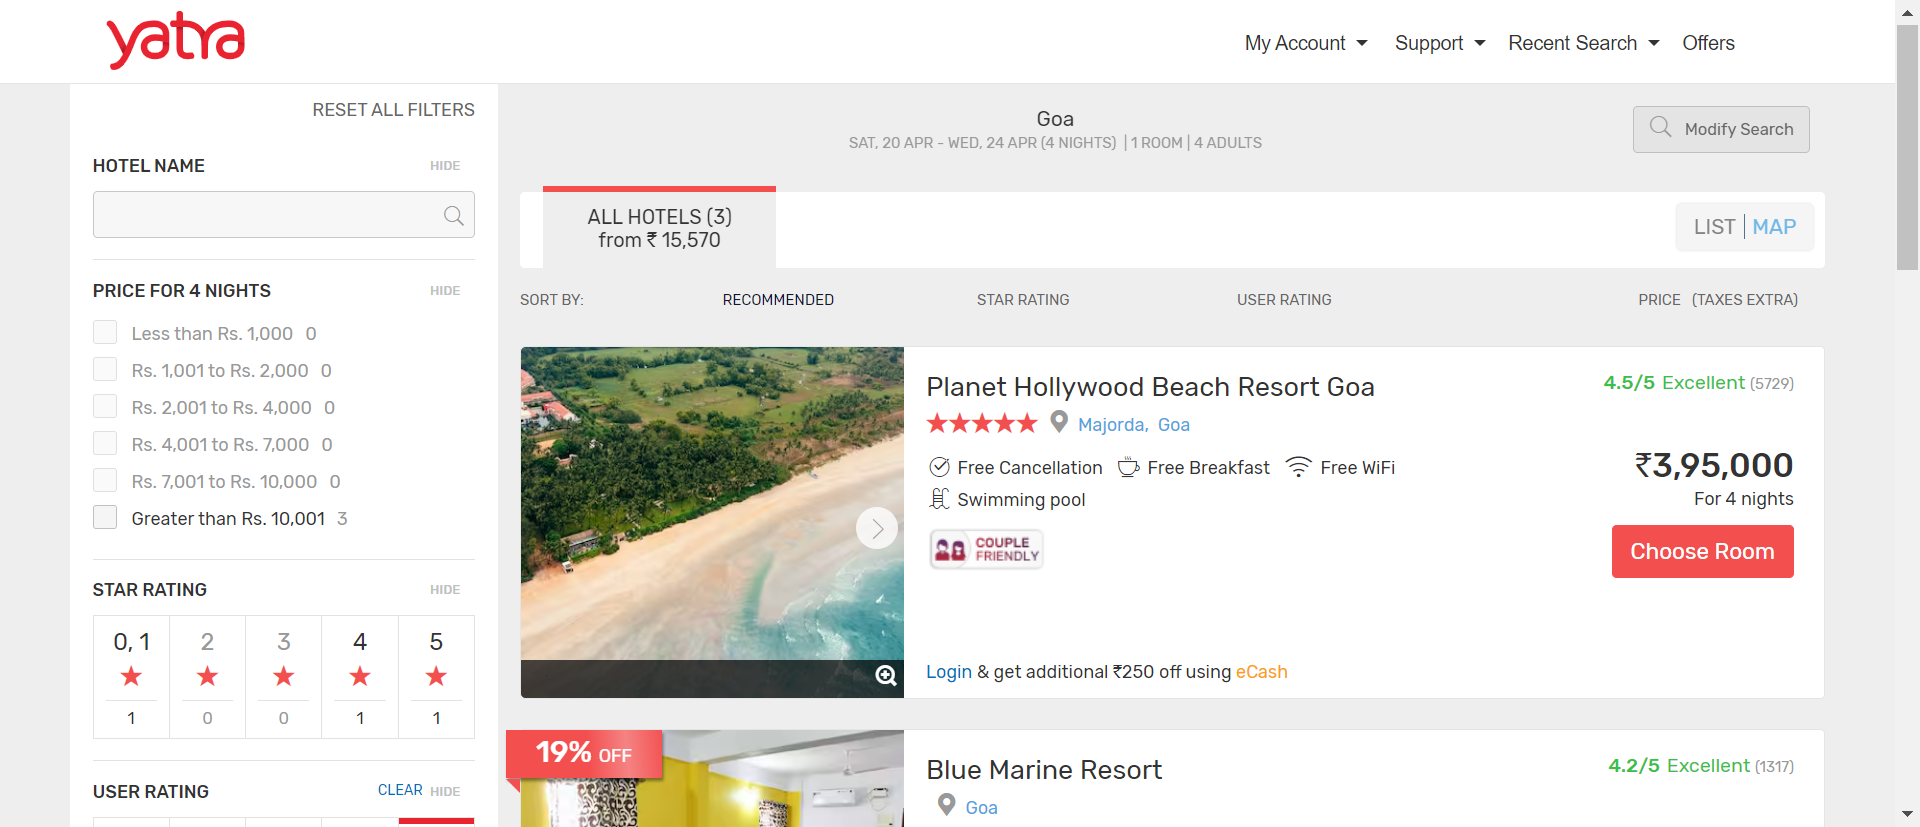 yatra
My Account
Support
Recent Search
Offers
RESET ALL FILTERS
HOTEL NAME
HIDE
PRICE FOR 4 NIGHTS
HIDE
Less than Rs. 1,000 0
Rs. 1,001 to Rs. 2,000 0
Rs. 2,001 to Rs. 4,000 0
Rs. 4,001 to Rs. 7,000 0
Rs. 7,001 to Rs. 10,000 0
Greater than Rs. 10,001 3
STAR RATING
HIDE
0, 1 2 3 4 5
1 0 0 1 1
USER RATING
CLEAR HIDE
Goa
SAT, 20 APR - WED, 24 APR (4 NIGHTS) | 1 ROOM | 4 ADULTS
Modify Search
ALL HOTELS (3)
from ₹ 15,570
LIST | MAP
SORT BY:
RECOMMENDED
STAR RATING
USER RATING
PRICE (TAXES EXTRA)
Planet Hollywood Beach Resort Goa
4.5/5 Excellent (5729)
Majorda, Goa
Free Cancellation Free Breakfast Free WiFi
Swimming pool
₹3,95,000
For 4 nights
COUPLE
FRIENDLY
Choose Room
Login & get additional ₹250 off using eCash
19% OFF
Blue Marine Resort
4.2/5 Excellent (1317)
Goa